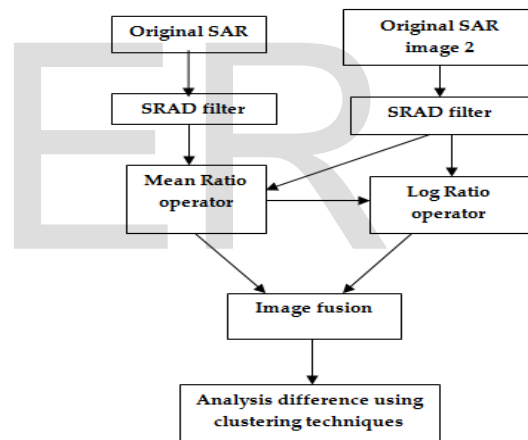 Original SAR
Original SAR
image 2
SRAD filter
SRAD filter
Mean Ratio
operator
Log Ratio
operator
Image fusion
Analysis difference using
clustering techniques
ER